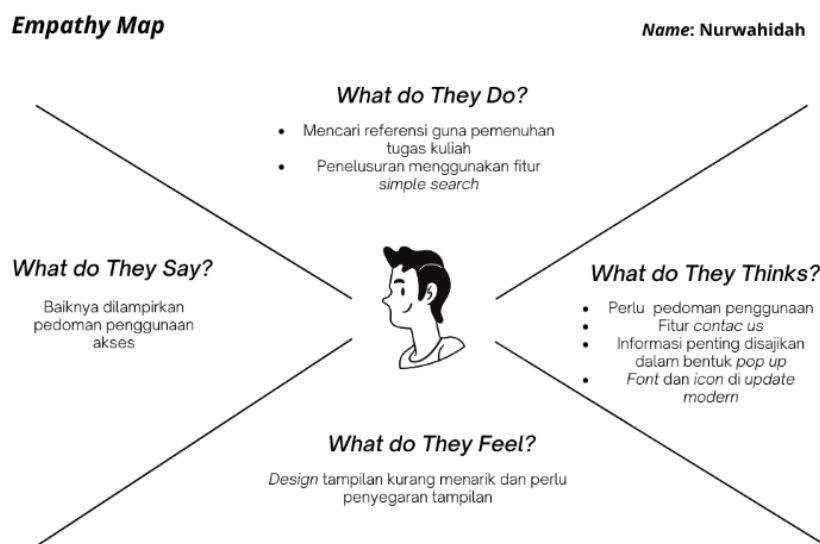 Empathy Map
Name: Nurwahidah
What do They Do?
• Mencari referensi guna pemenuhan
tugas kuliah
• Penelusuran menggunakan fitur
simple search
What do They Say?
Baiknya dilampirkan
pedoman penggunaan
akses
What do They Thinks?
• Perlu pedoman penggunaan
• Fitur contac us
• Informasi penting disajikan
dalam bentuk pop up
• Font dan icon di update
modern
What do They Feel?
Design tampilan kurang menarik dan perlu
penyegaran tampilan